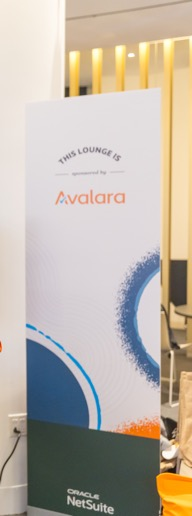 THIS LOUNGE IS
sponsored by
Avalara
ORACLE
NetSuite